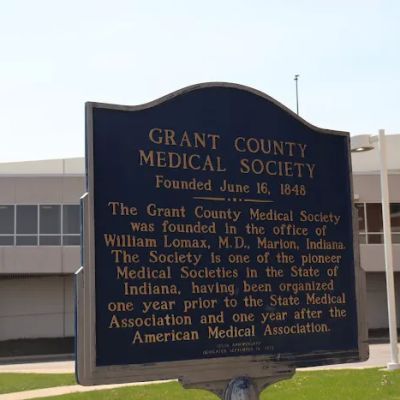 GRANT COUNTY
MEDICAL SOCIETY
Founded June 16, 1848
The Grant County Medical Society
was founded in the office of
William Lomax, M.D., Marion, Indiana.
The Society is one of the pioneer
Medical Societies in the State of
Indiana, having been organized
one year prior to the State Medical
Association and one year after the
American Medical Association.